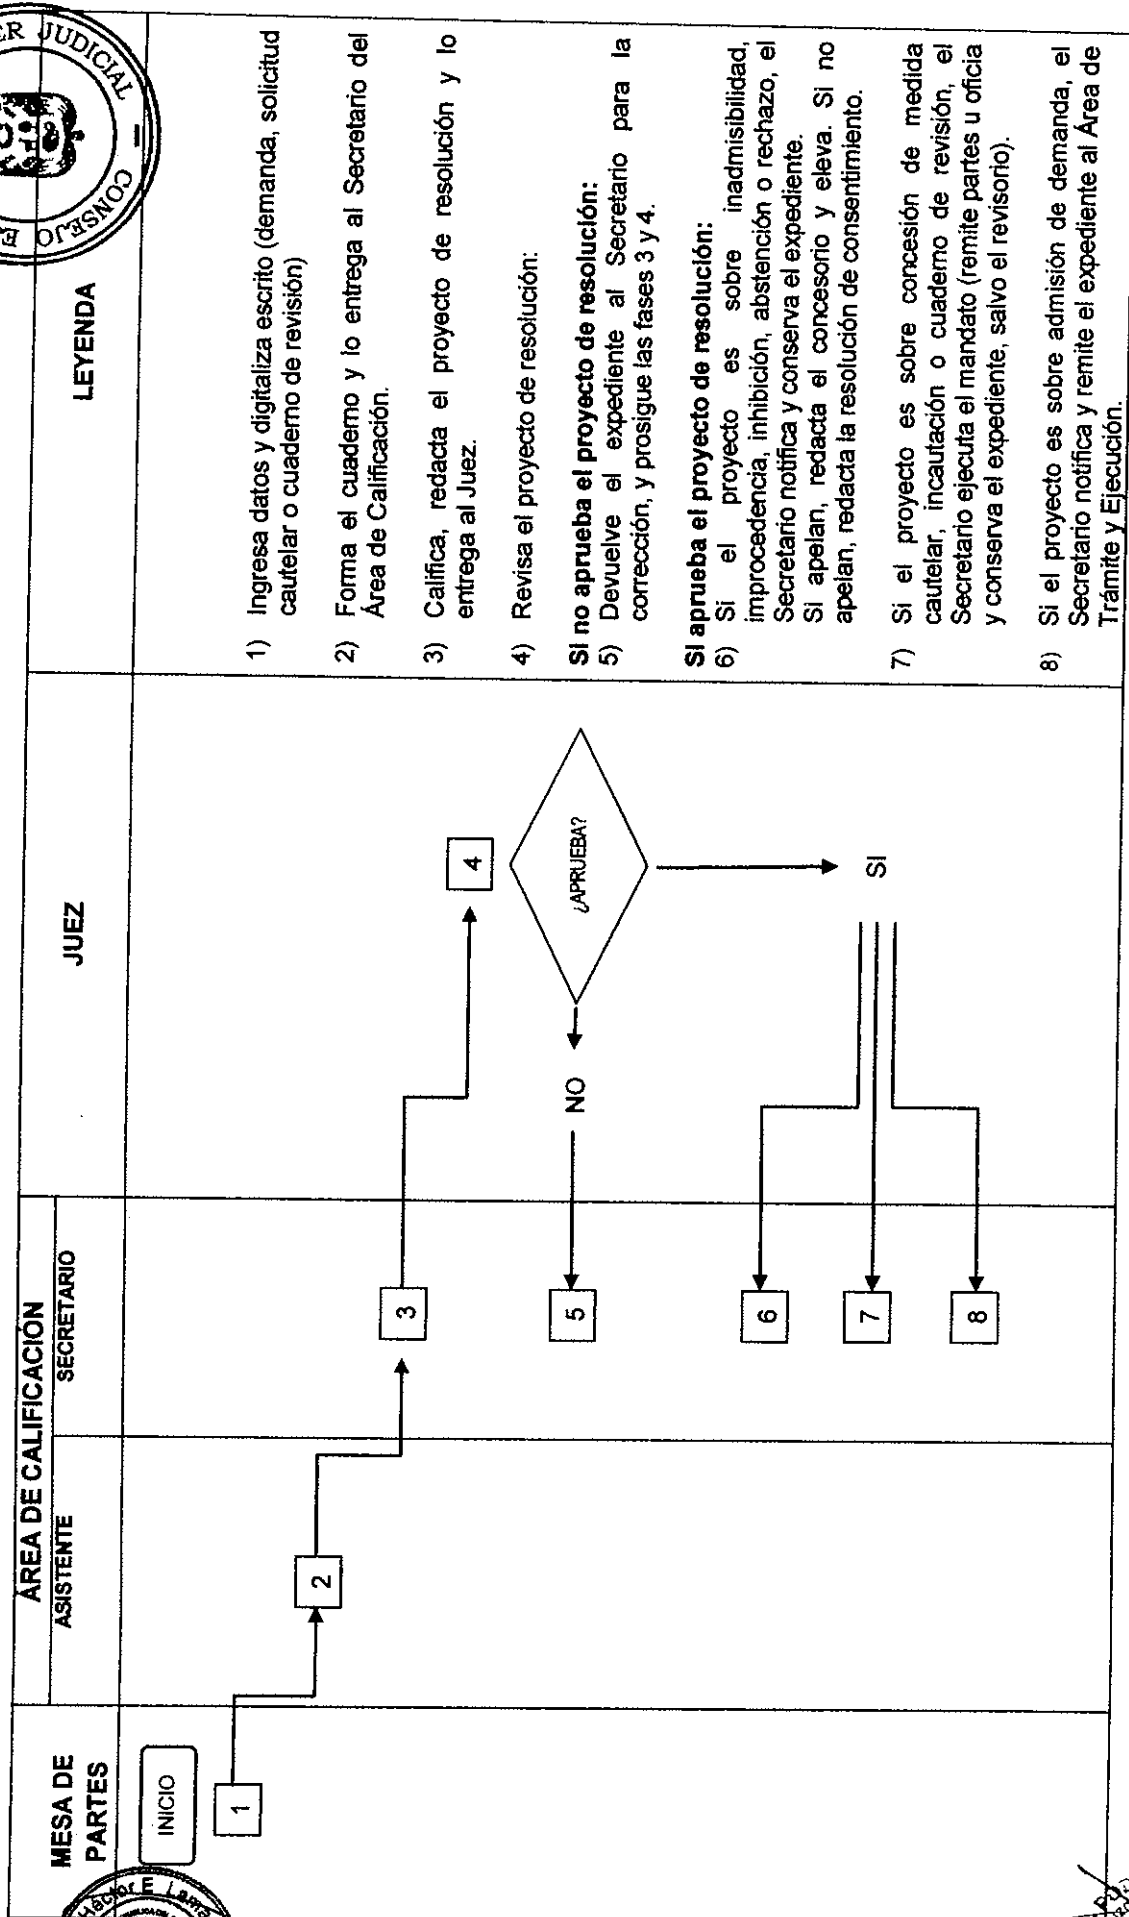 MESA DE
PARTES
ÁREA DE CALIFICACIÓN
ASISTENTE
SECRETARIO
JUEZ
LEYENDA
INICIO
1
2
3
4
¿APRUEBA?
NO
SI
5
6
7
8
1) Ingresa datos y digitaliza escrito (demanda, solicitud
cautelar o cuaderno de revisión)
2) Forma el cuaderno y lo entrega al Secretario del
Área de Calificación.
3) Califica, redacta el proyecto de resolución y lo
entrega al Juez.
4) Revisa el proyecto de resolución:
Si no aprueba el proyecto de resolución:
5) Devuelve el expediente al Secretario para la
corrección, y prosigue las fases 3 y 4.
Si aprueba el proyecto de resolución:
6) Si el proyecto es sobre inadmisibilidad,
improcedencia, inhibición, abstención o rechazo, el
Secretario notifica y conserva el expediente.
Si apelan, redacta el concesorio y eleva. Si no
apelan, redacta la resolución de consentimiento.
7) Si el proyecto es sobre concesión de medida
cautelar, incautación o cuaderno de revisión, el
Secretario ejecuta el mandato (remite partes u oficia
y conserva el expediente, salvo el revisorio).
8) Si el proyecto es sobre admisión de demanda, el
Secretario notifica y remite el expediente al Área de
Trámite y Ejecución.
JUDICIAL
CONSEJO
Héctor E. Lama